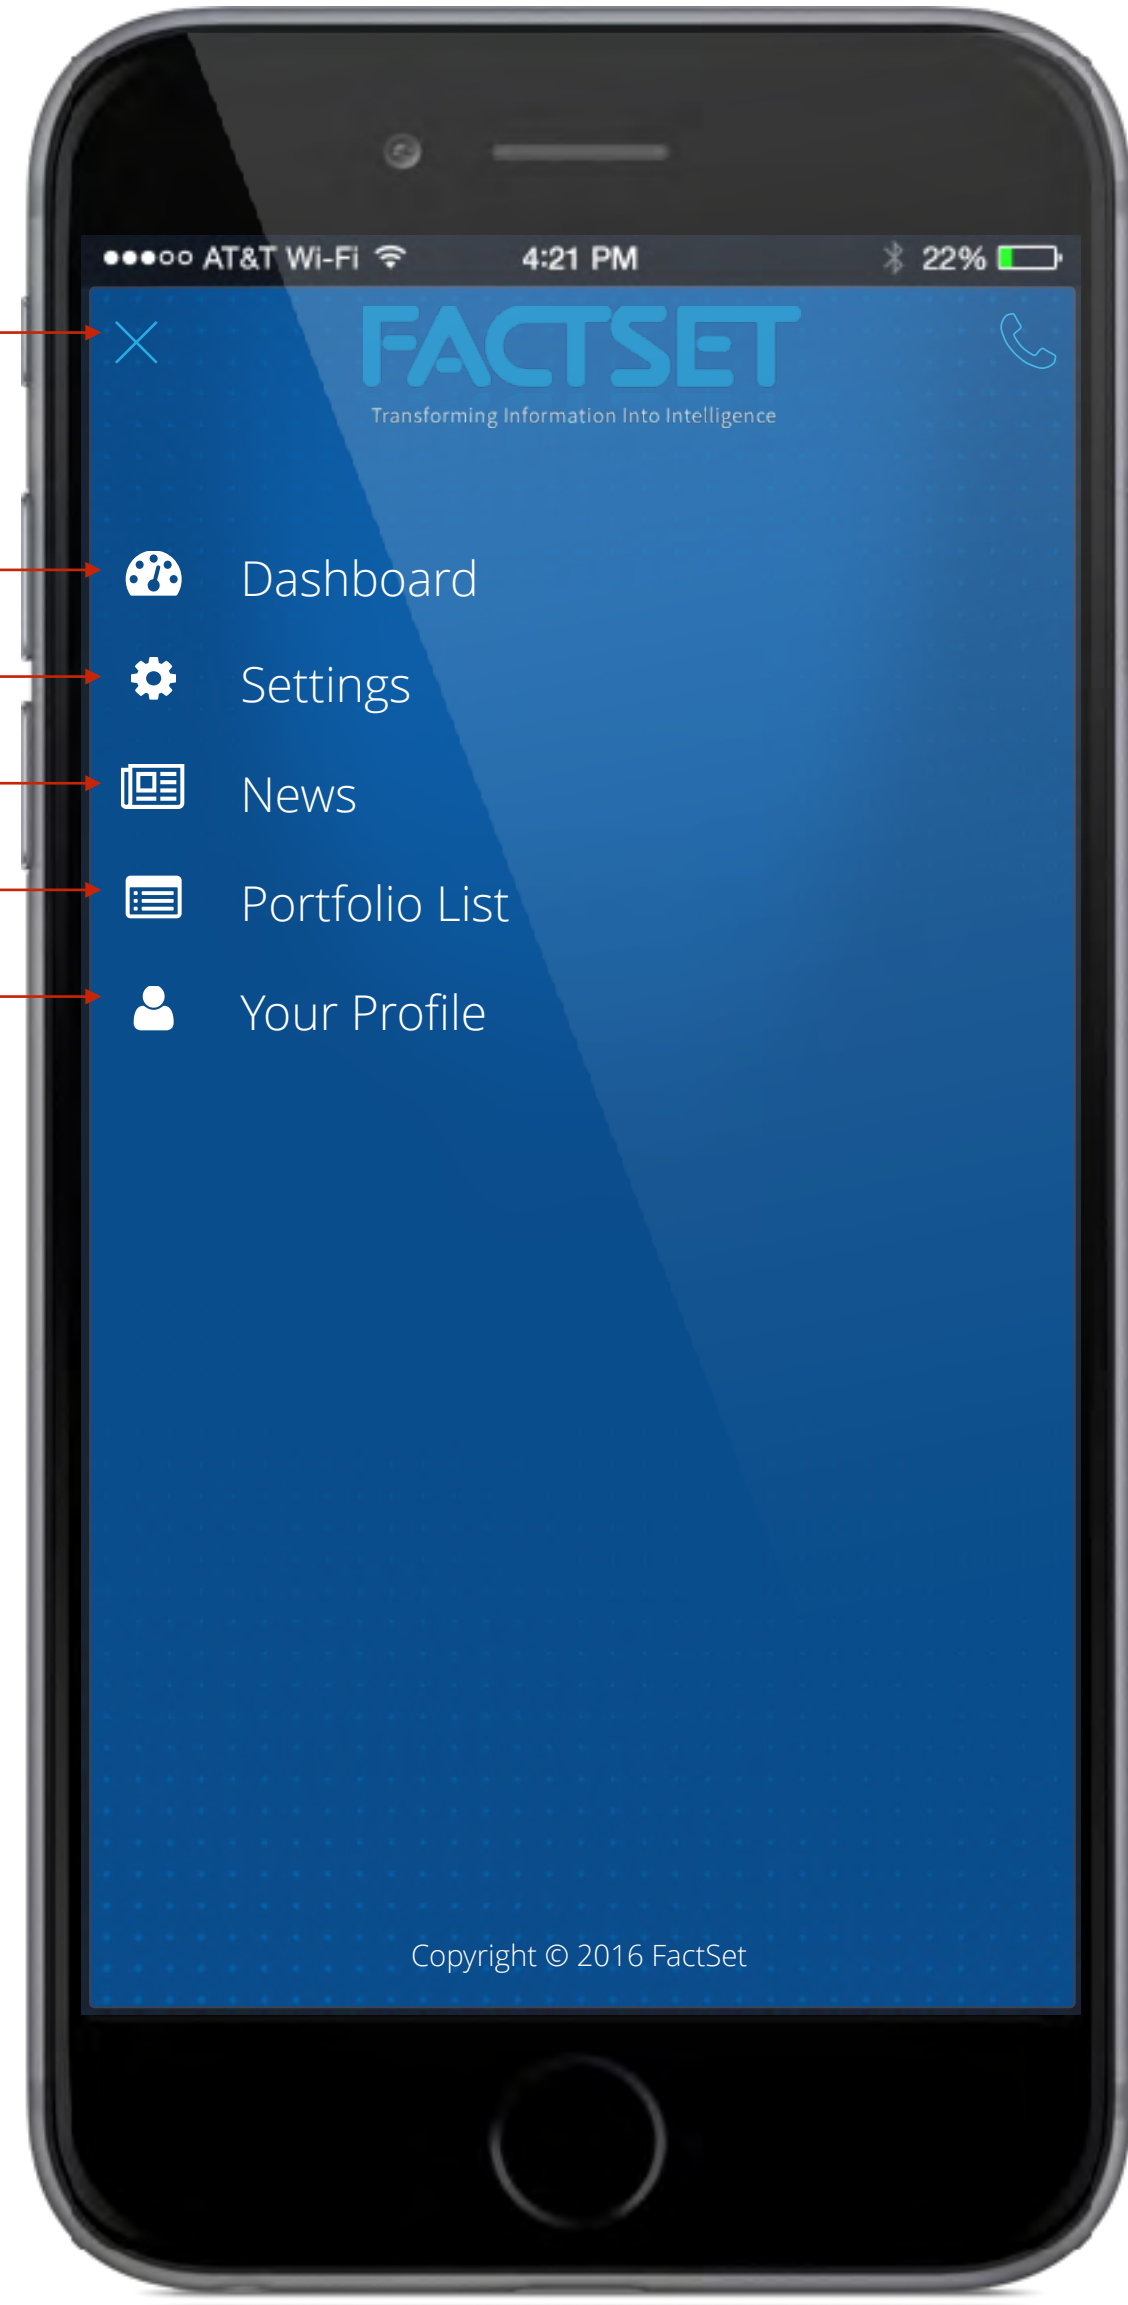 AT&T Wi-Fi 4:21 PM 22%
FACTSET
Transforming Information Into Intelligence
Dashboard
Settings
News
Portfolio List
Your Profile
Copyright © 2016 FactSet